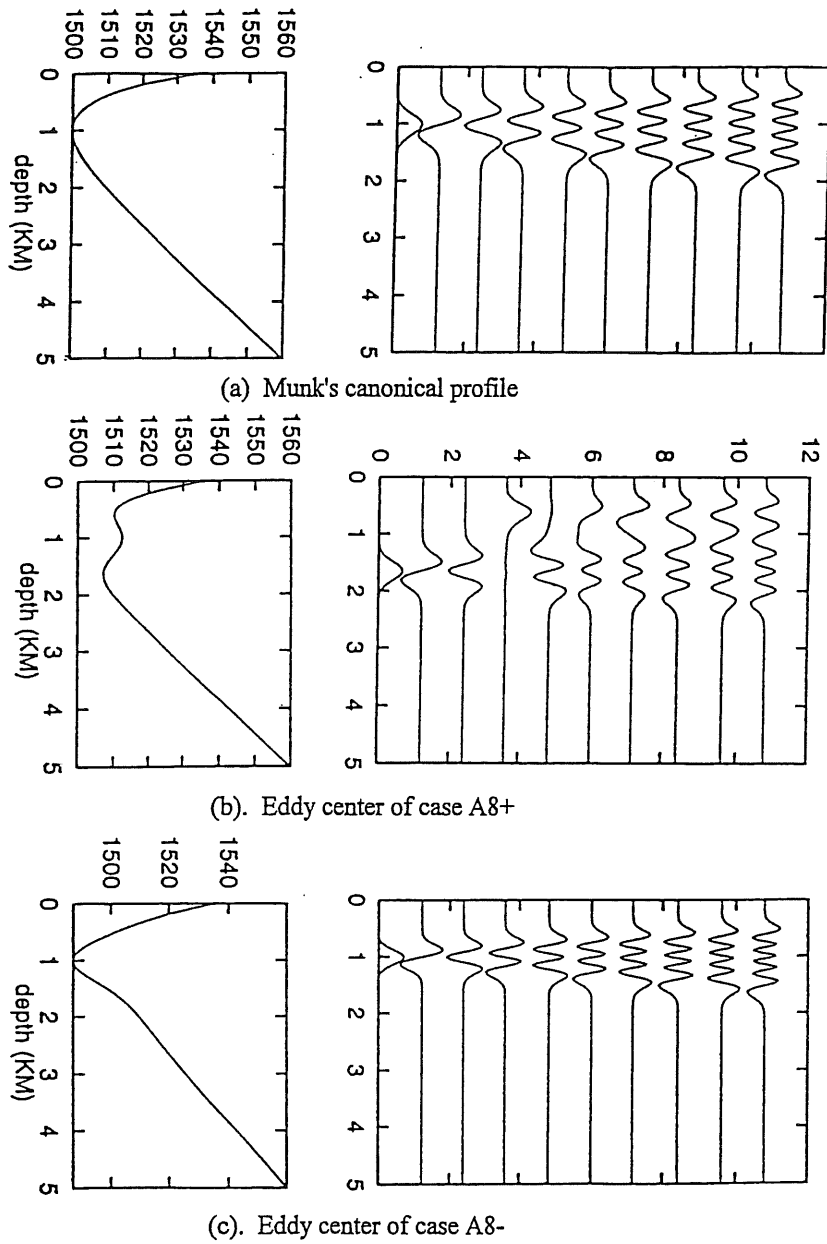 1500 1510 1520 1530 1540 1550 1560
0 1 2 3 4 5
depth (KM)
0 1 2 3 4 5
(a) Munk's canonical profile
1500 1510 1520 1530 1540 1550 1560
0 1 2 3 4 5
depth (KM)
0 2 4 6 8 10 12
0 1 2 3 4 5
(b). Eddy center of case A8+
1500 1520 1540
0 1 2 3 4 5
depth (KM)
0 1 2 3 4 5
(c). Eddy center of case A8-